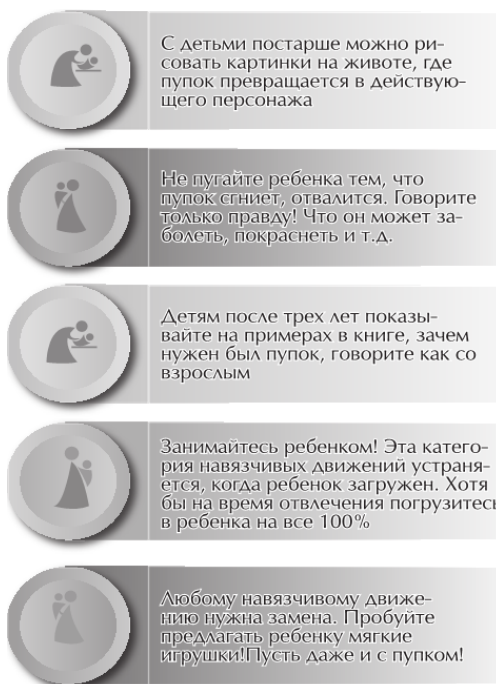 С детьми постарше можно ри-
совать картинки на животе, где
пупок превращается в действую-
щего персонажа
Не пугайте ребенка тем, что
пупок сгниет, отвалится. Говорите
только правду! Что он может за-
болеть, покраснеть и т.д.
Детям после трех лет показы-
вайте на примерах в книге, зачем
нужен был пупок, говорите как со
взрослым
Занимайтесь ребенком! Эта катего-
рия навязчивых движений устраня-
ется, когда ребенок загружен. Хотя
бы на время отвлечения погрузитесь
в ребенка на все 100%
Любому навязчивому движе-
нию нужна замена. Пробуйте
предлагать ребенку мягкие
игрушки!Пусть даже и с пупком!